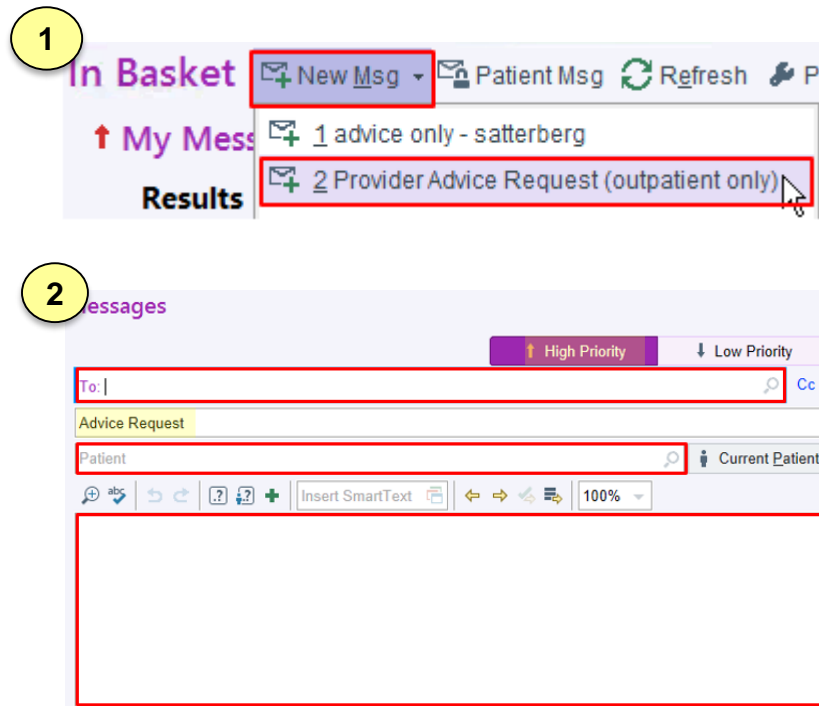 1
In Basket New Msg Patient Msg Refresh P
My Mess 1 advice only - satterberg
Results 2 Provider Advice Request (outpatient only)
2
essages
High Priority Low Priority
To: Cc
Advice Request
Patient Current Patient
abc .? .? Insert SmartText 100%